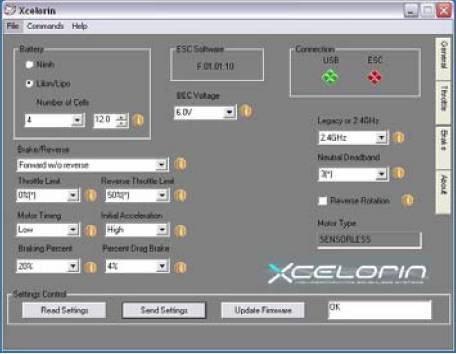 Xcelorin
File Commands Help
Battery
Nimh
LiIon/Lipo
Number of Cells
4 12.0
ESC Software
F.01.01.10
BEC Voltage
6.0V
Connection
USB ESC
Legacy or 2.4GHz
2.4GHz
Neutral Deadband
3(*)
Reverse Rotation
Motor Type
SENSORLESS
Brake/Reverse
Forward w/o reverse
Throttle Limit Reverse Throttle Limit
0%(*) 50%(*)
Motor Timing Initial Acceleration
Low High
Braking Percent Percent Drag Brake
20% 4%
XCELORIN
Settings Control
Read Settings Send Settings Update Firmware OK
General
Throttle
Brake
About